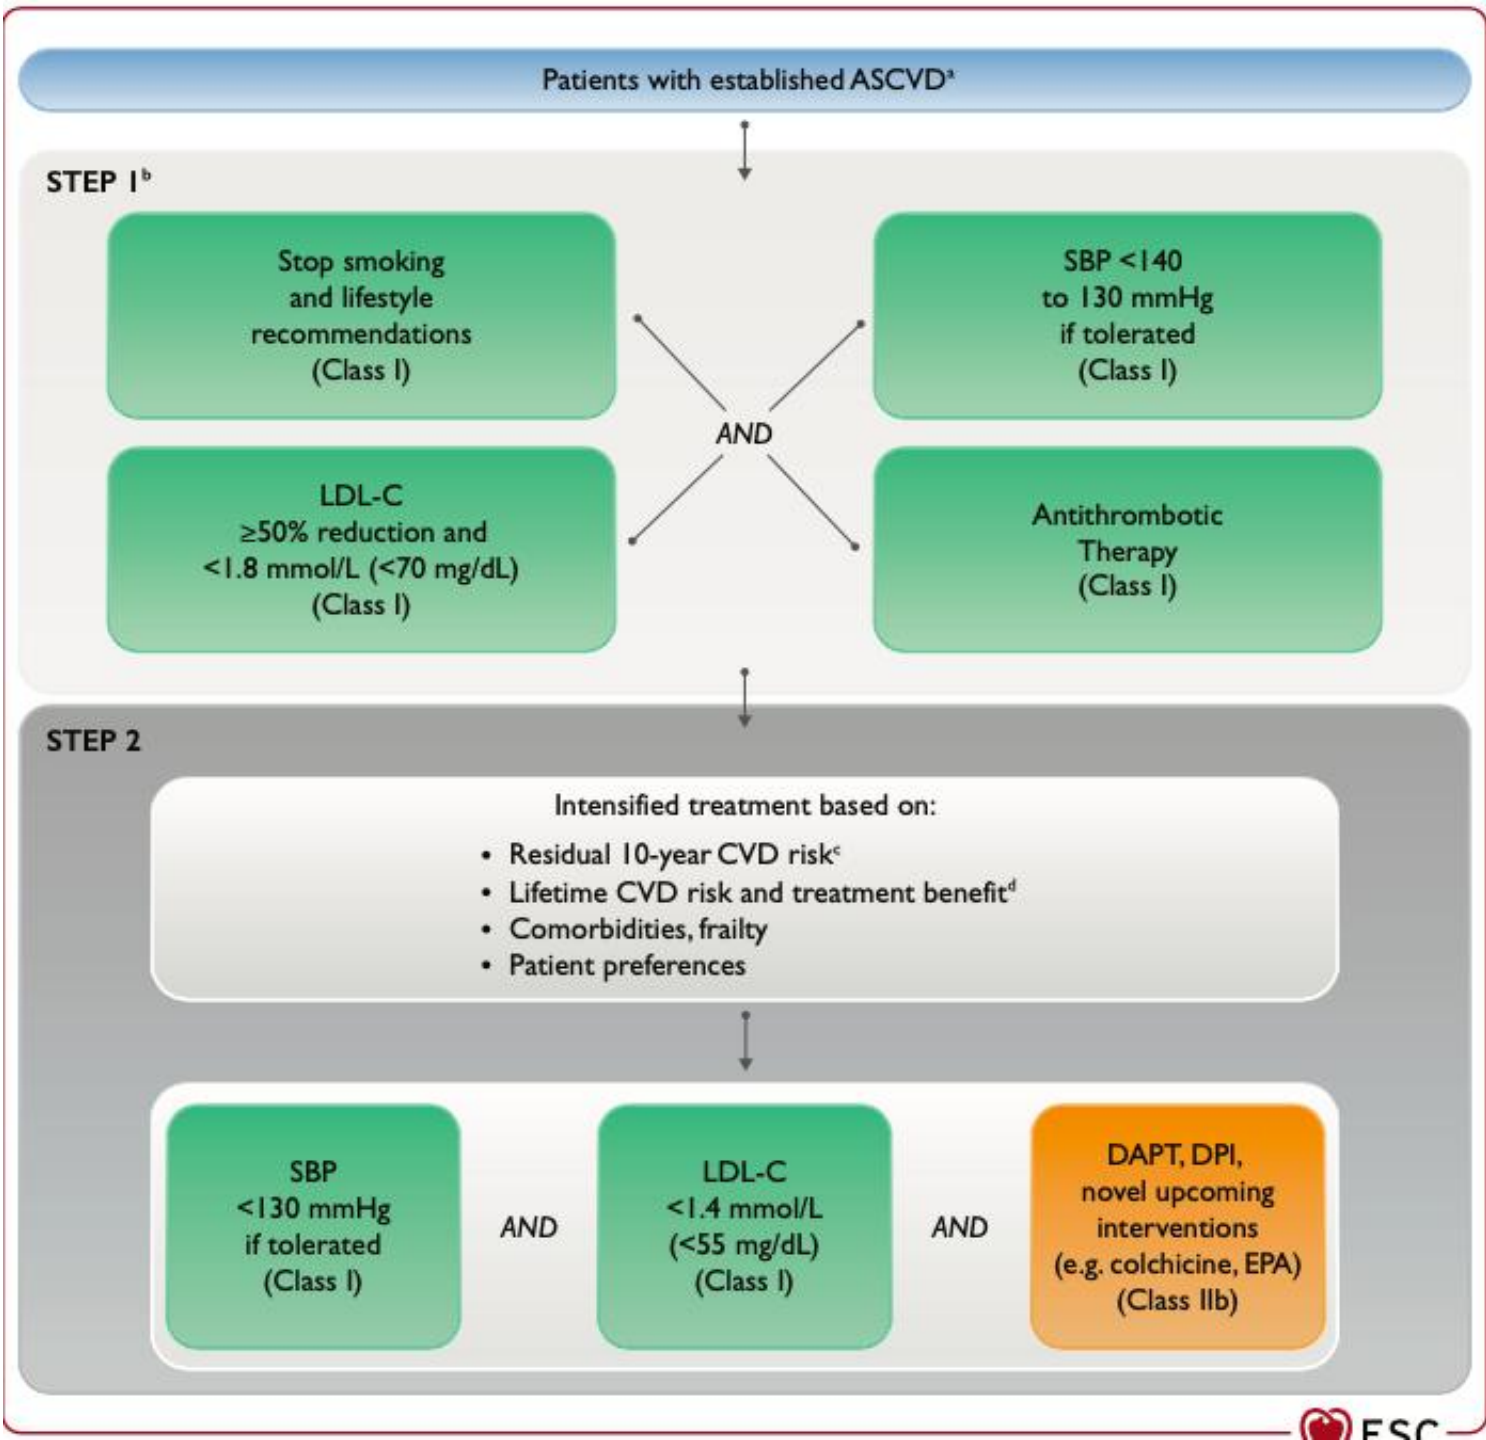 Patients with established ASCVDᵃ
STEP 1ᵇ
Stop smoking
and lifestyle
recommendations
(Class I)
SBP <140
to 130 mmHg
if tolerated
(Class I)
AND
LDL-C
≥50% reduction and
<1.8 mmol/L (<70 mg/dL)
(Class I)
Antithrombotic
Therapy
(Class I)
STEP 2
Intensified treatment based on:
• Residual 10-year CVD riskᶜ
• Lifetime CVD risk and treatment benefitᵈ
• Comorbidities, frailty
• Patient preferences
SBP
<130 mmHg
if tolerated
(Class I)
AND
LDL-C
<1.4 mmol/L
(<55 mg/dL)
(Class I)
AND
DAPT, DPI,
novel upcoming
interventions
(e.g. colchicine, EPA)
(Class IIb)
ESC